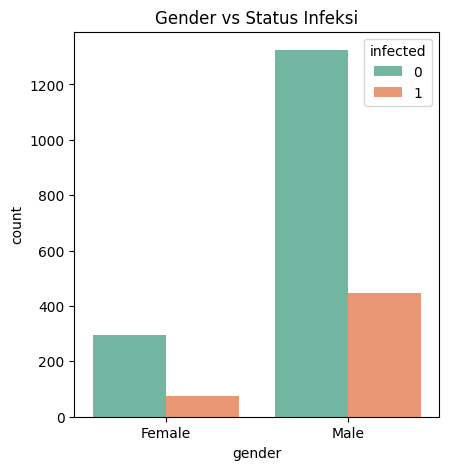 Gender vs Status Infeksi
infected
0
1
1200
1000
800
600
400
200
0
count
Female
Male
gender